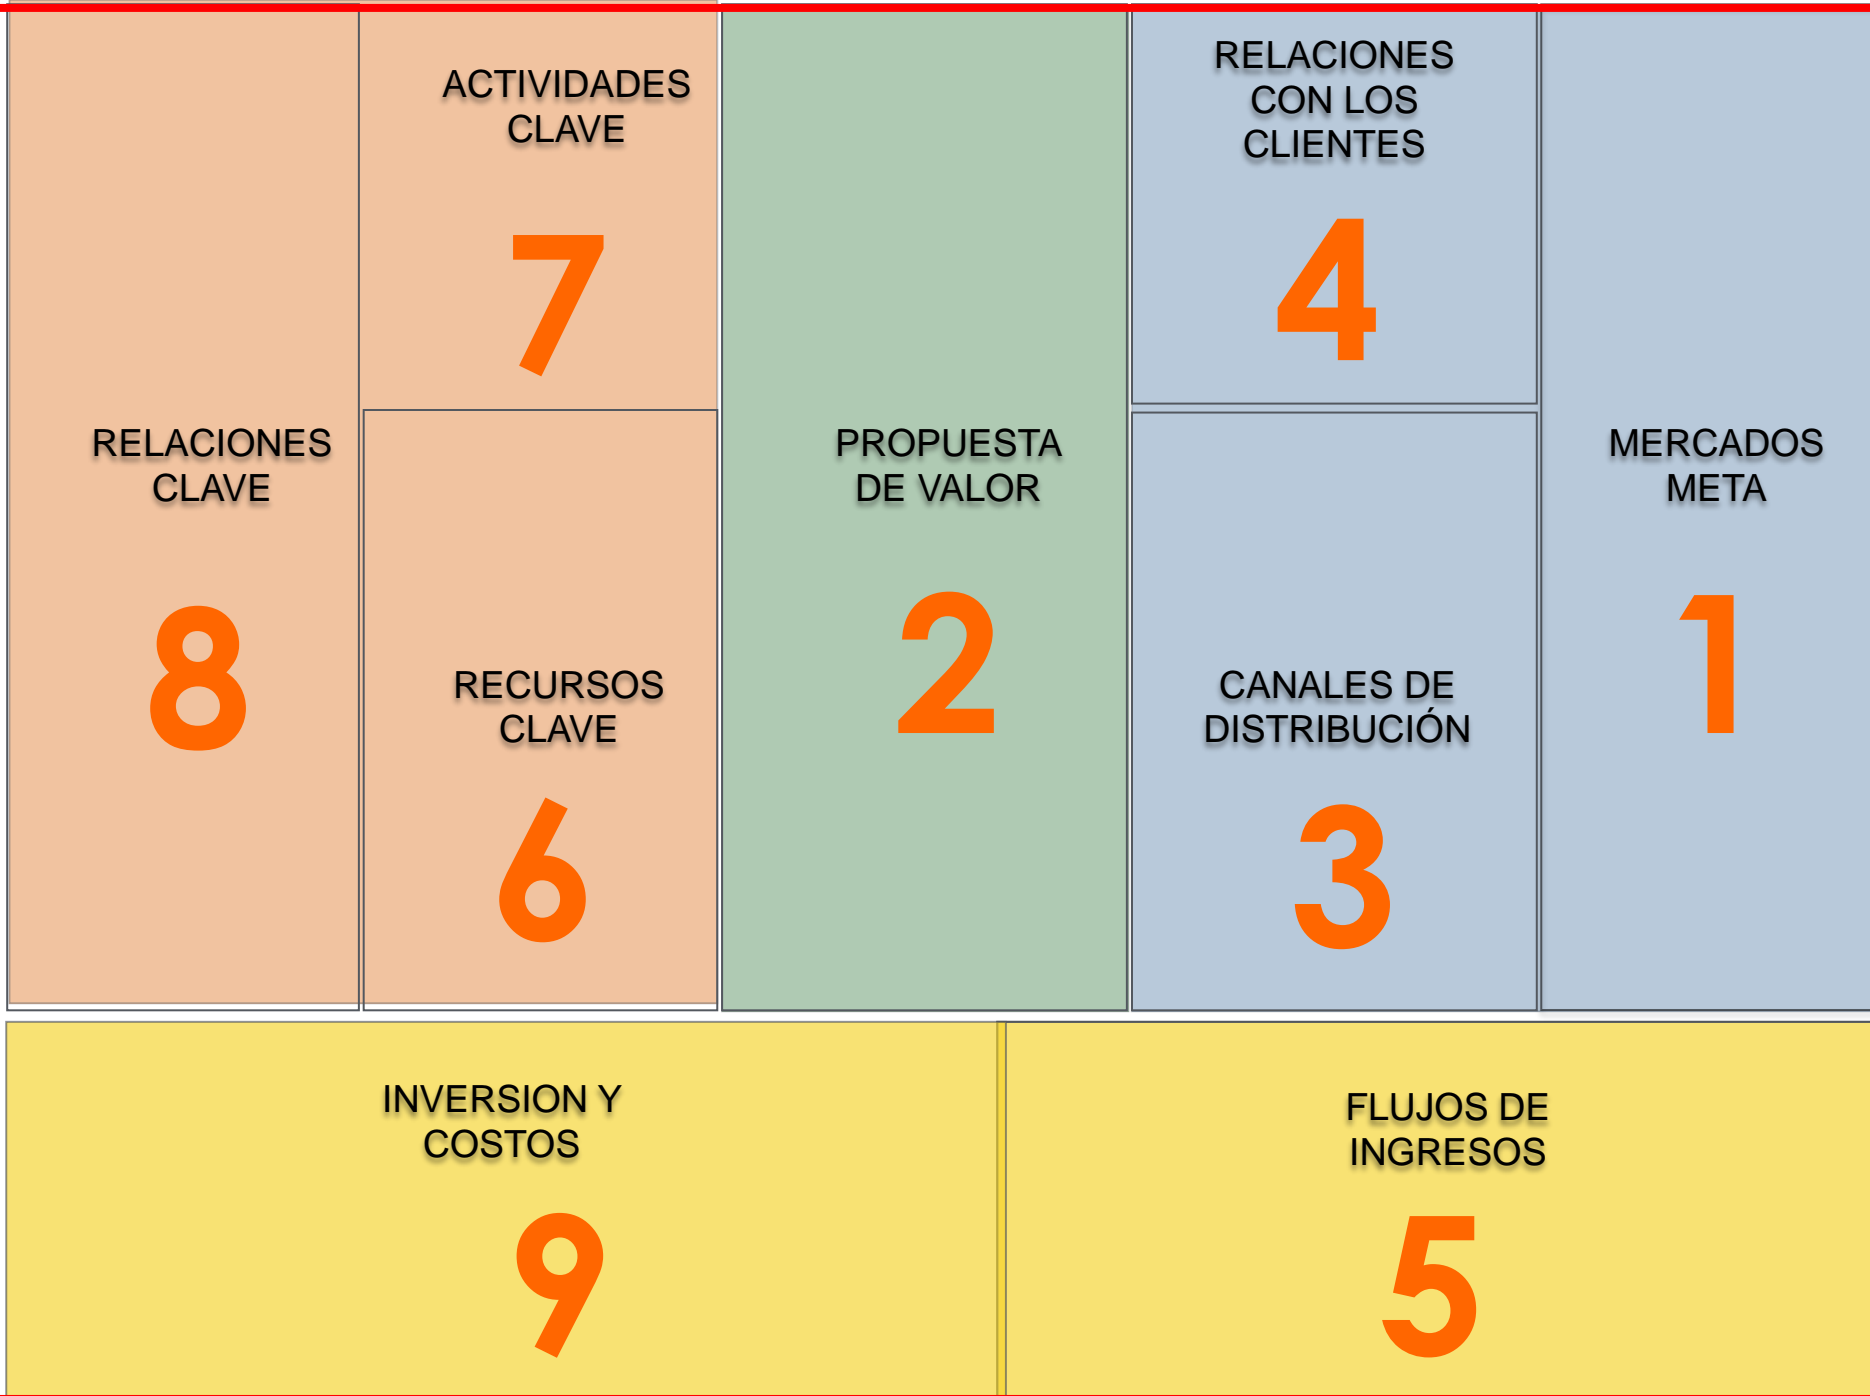 RELACIONES
CLAVE
8
ACTIVIDADES
CLAVE
7
RECURSOS
CLAVE
6
PROPUESTA
DE VALOR
2
RELACIONES
CON LOS
CLIENTES
4
CANALES DE
DISTRIBUCIÓN
3
MERCADOS
META
1
INVERSION Y
COSTOS
9
FLUJOS DE
INGRESOS
5